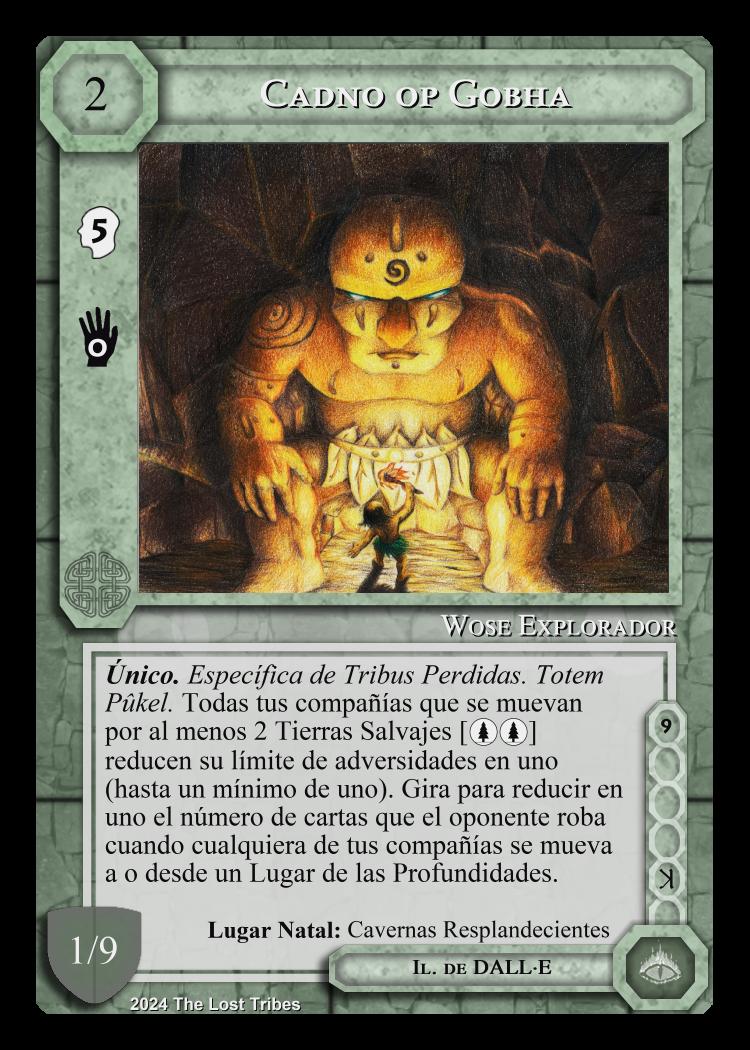 2
Cadno op Gobha
5
0
Wose Explorador
Único. Específica de Tribus Perdidas. Totem
Pûkel. Todas tus compañías que se muevan
por al menos 2 Tierras Salvajes [ ]
reducen su límite de adversidades en uno
(hasta un mínimo de uno). Gira para reducir en
uno el número de cartas que el oponente roba
cuando cualquiera de tus compañías se mueva
a o desde un Lugar de las Profundidades.
9
Lugar Natal: Cavernas Resplandecientes
1/9
Il. de DALL·E
2024 The Lost Tribes